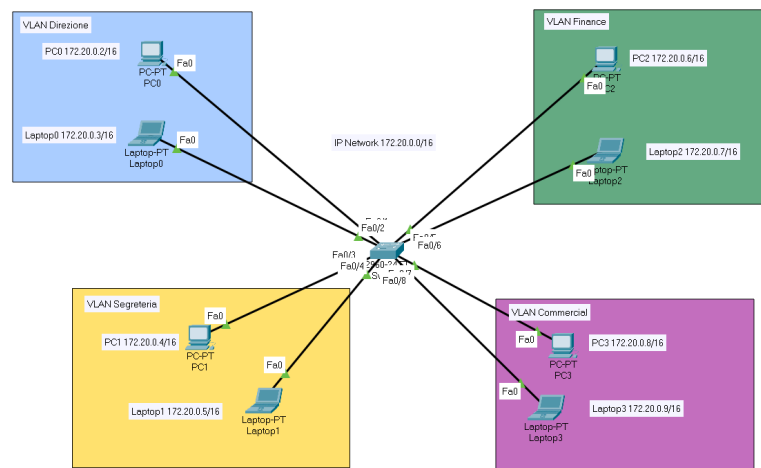 VLAN Direzione
PC0 172.20.0.2/16
Fa0
PC-PT
PC0
Laptop0 172.20.0.3/16
Fa0
Laptop-PT
Laptop0
VLAN Finance
PC2 172.20.0.6/16
PC-PT
Fa0
Laptop2 172.20.0.7/16
Fa0
Laptop2
IP Network 172.20.0.0/16
Fa0/2
Fa0/6
Fa0/3
Fa0/4
Fa0/8
VLAN Segreteria
Fa0
PC1 172.20.0.4/16
PC-PT
PC1
Fa0
Laptop1 172.20.0.5/16
Laptop-PT
Laptop1
VLAN Commercial
Fa0
PC3 172.20.0.8/16
PC-PT
PC3
Fa0
Laptop3 172.20.0.9/16
Laptop-PT
Laptop3